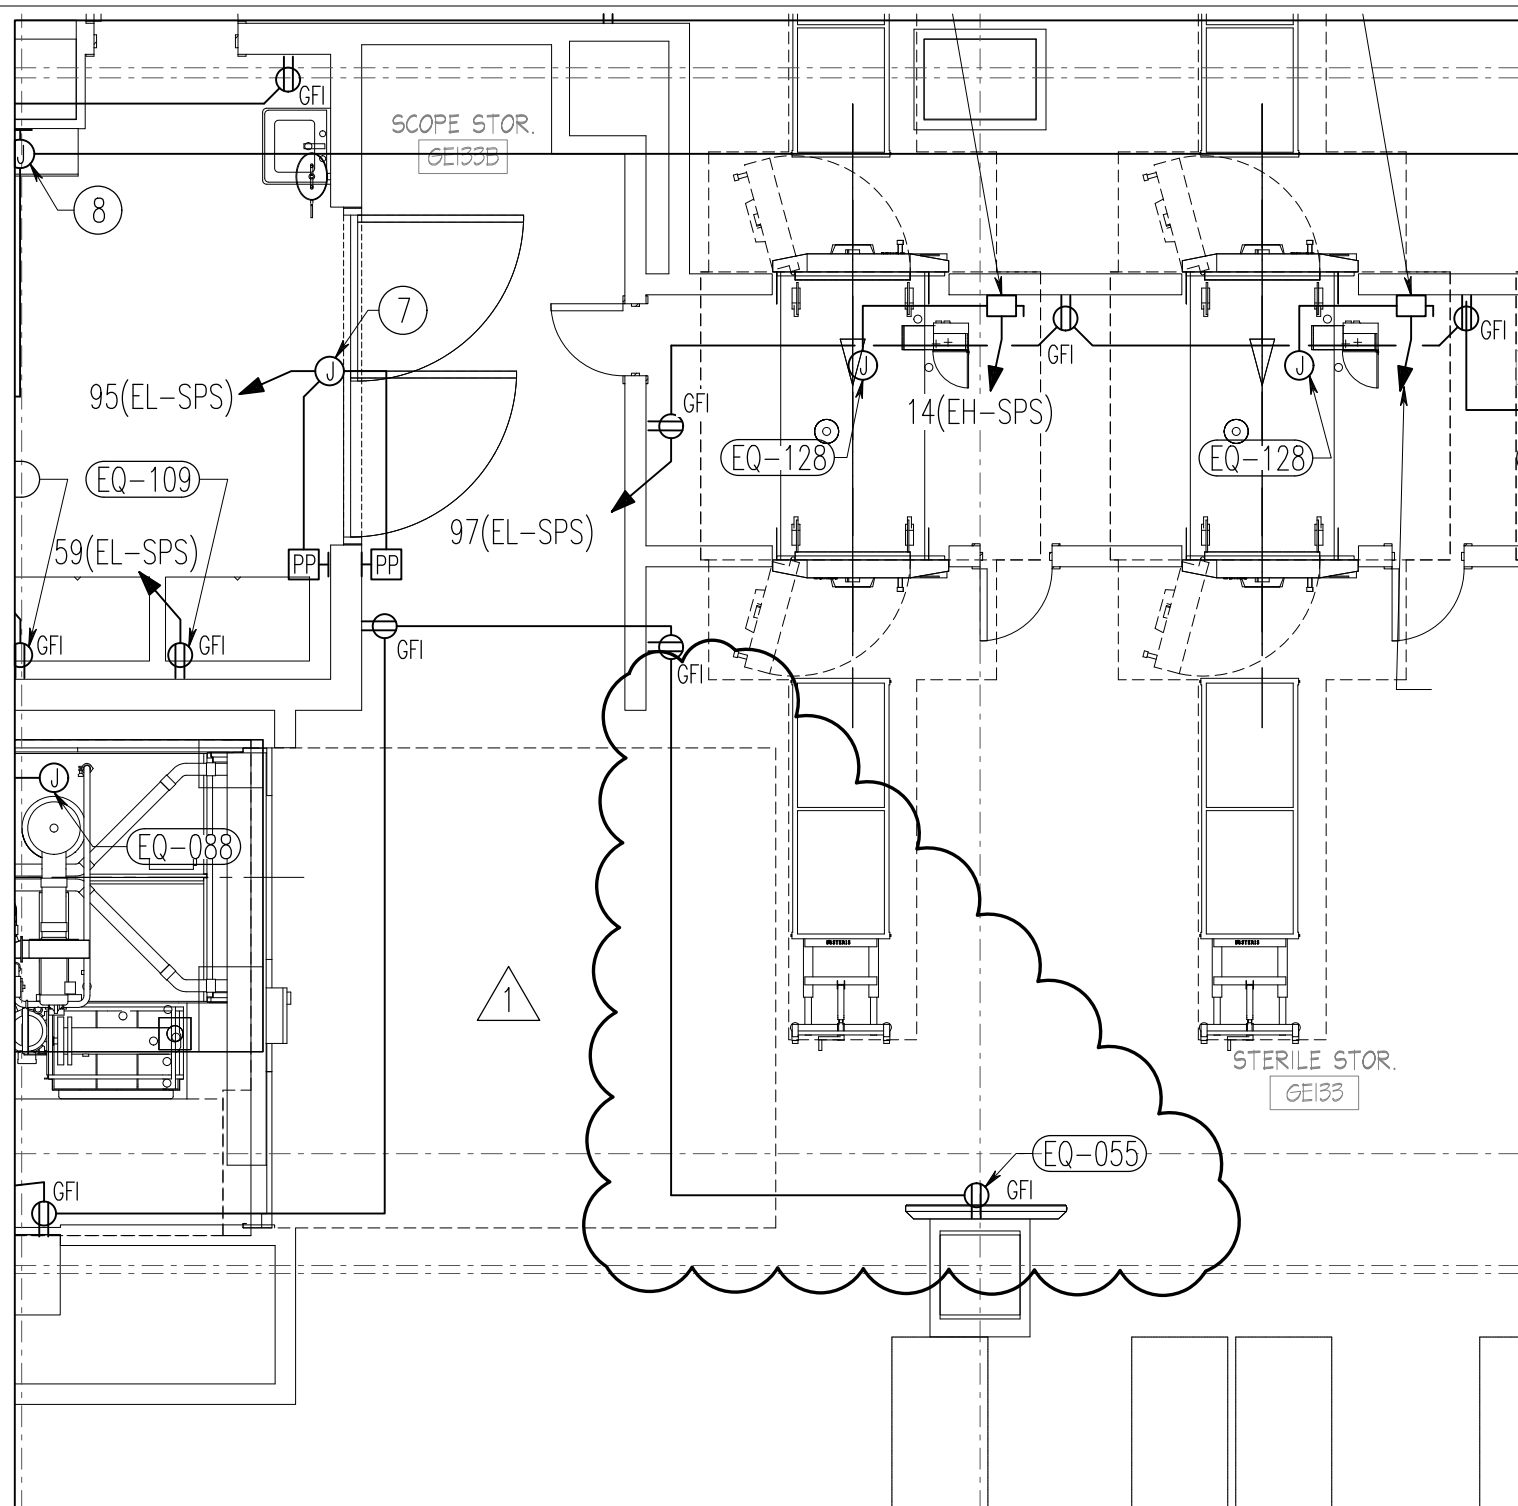 GFI
SCOPE STOR.
GE133B
J
8
7
J
95(EL-SPS)
GFI
GFI
GFI
J
J
14(EH-SPS)
EQ-128
EQ-128
EQ-109
97(EL-SPS)
59(EL-SPS)
PP
PP
GFI
GFI
GFI
GFI
J
EQ-088
1
STERIS
STERIS
STERILE STOR.
GE133
EQ-055
GFI
GFI